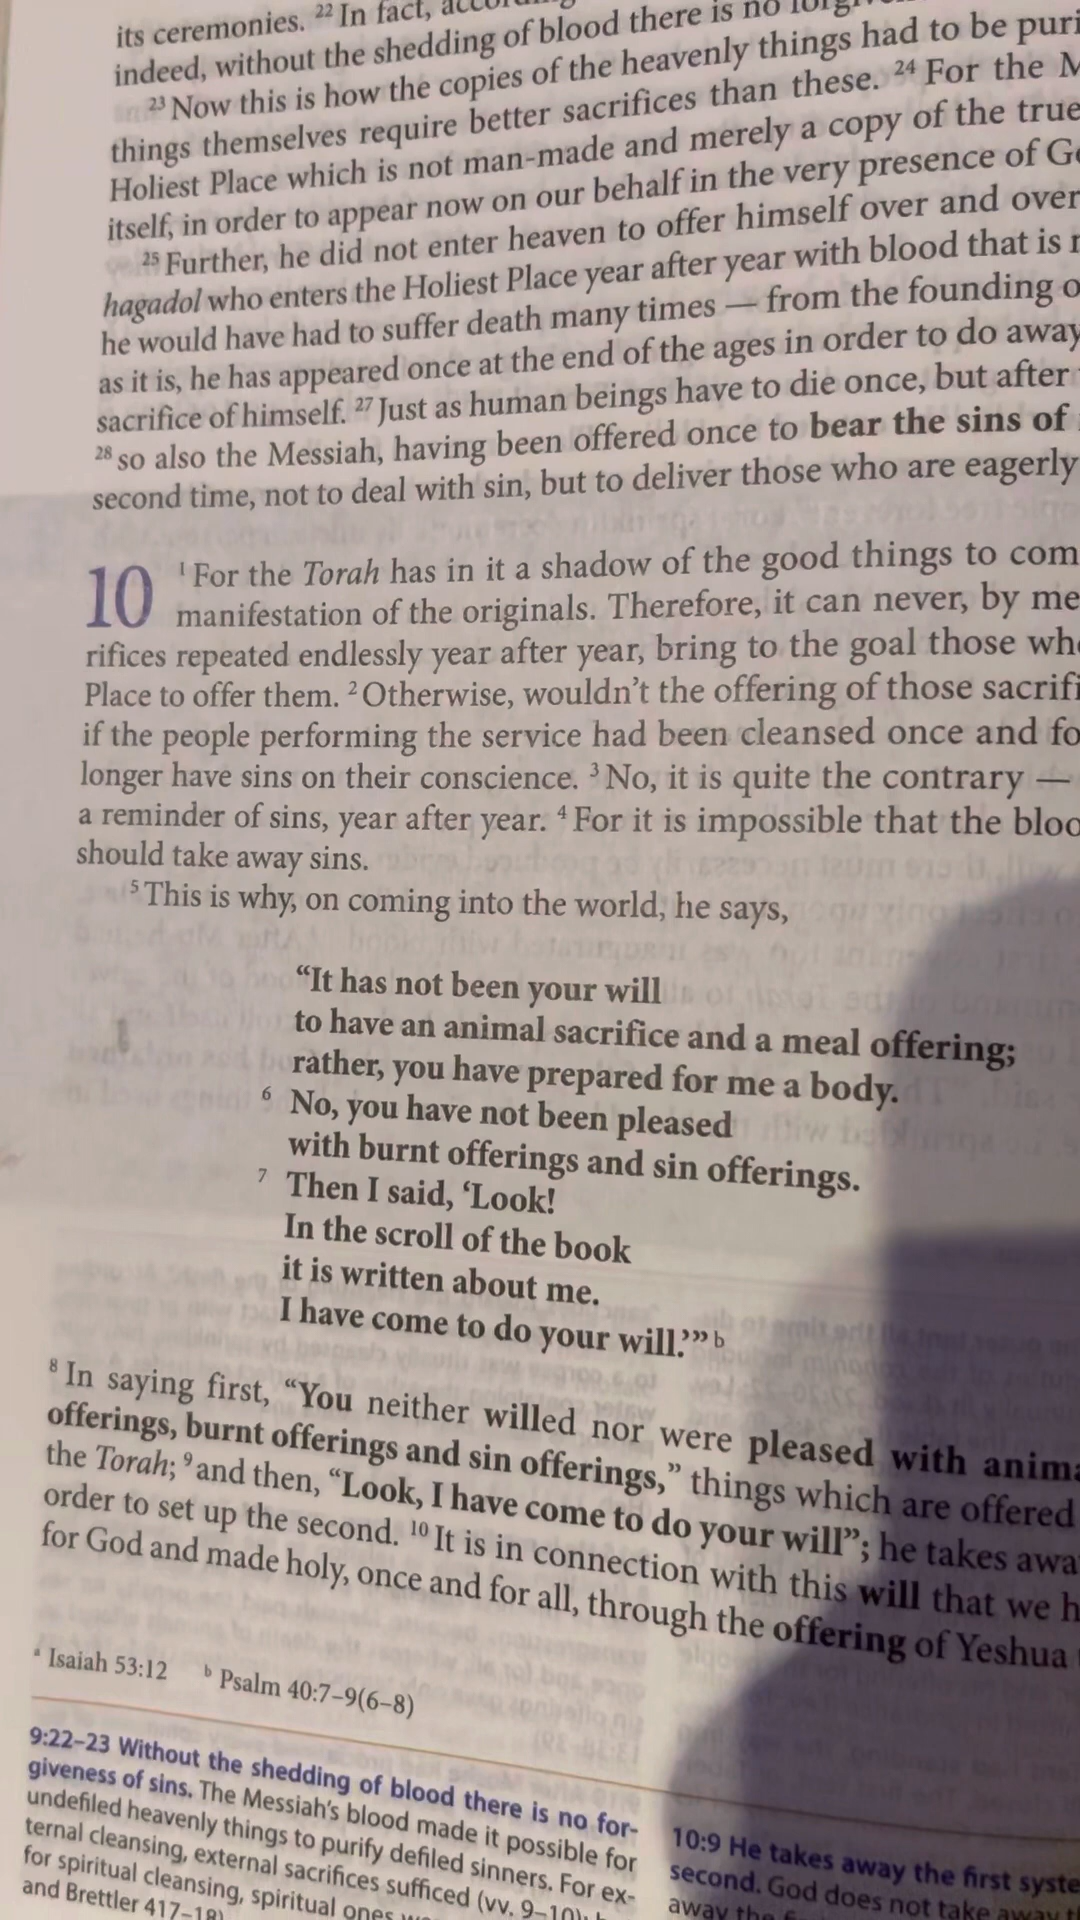 its ceremonies. ²² In fact,
indeed, without the shedding of blood there is no
²³ Now this is how the copies of the heavenly things had to be
things themselves require better sacrifices than these. ²⁴ For the
Holiest Place which is not man-made and merely a copy of the true
itself, in order to appear now on our behalf in the very presence of
²⁵ Further, he did not enter heaven to offer himself over and over
hagadol who enters the Holiest Place year after year with blood that is
he would have had to suffer death many times — from the founding
as it is, he has appeared once at the end of the ages in order to do away
sacrifice of himself. ²⁷ Just as human beings have to die once, but after
²⁸ so also the Messiah, having been offered once to bear the sins of
second time, not to deal with sin, but to deliver those who are eagerly
10 ¹ For the Torah has in it a shadow of the good things to
manifestation of the originals. Therefore, it can never, by
rifices repeated endlessly year after year, bring to the goal those
Place to offer them. ² Otherwise, wouldn’t the offering of those
if the people performing the service had been cleansed once and
longer have sins on their conscience. ³ No, it is quite the contrary —
a reminder of sins, year after year. ⁴ For it is impossible that the
should take away sins.
⁵ This is why, on coming into the world, he says,
“It has not been your will
to have an animal sacrifice and a meal offering;
rather, you have prepared for me a body.
⁶ No, you have not been pleased
with burnt offerings and sin offerings.
⁷ Then I said, ‘Look!
In the scroll of the book
it is written about me.
I have come to do your will.’” b
⁸ In saying first, “You neither willed nor were pleased with
offerings, burnt offerings and sin offerings,” things which are offered
the Torah; ⁹ and then, “Look, I have come to do your will”; he takes
order to set up the second. ¹⁰ It is in connection with this will that we
for God and made holy, once and for all, through the offering of Yeshua
a Isaiah 53:12 b Psalm 40:7–9(6–8)
9:22–23 Without the shedding of blood there is no for-
giveness of sins. The Messiah’s blood made it possible for
undefiled heavenly things to purify defiled sinners. For ex-
ternal cleansing, external sacrifices sufficed (vv. 9–10);
for spiritual cleansing, spiritual ones
and Brettler 417–18)
10:9 He takes away the first
second. God does not take away
away the